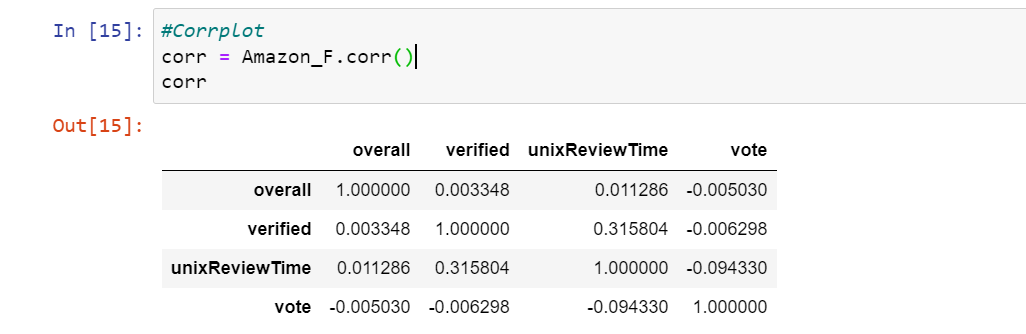 In [15]: #Corrplot
corr = Amazon_F.corr()
corr
Out[15]:
overall verified unixReviewTime vote
overall 1.000000 0.003348 0.011286 -0.005030
verified 0.003348 1.000000 0.315804 -0.006298
unixReviewTime 0.011286 0.315804 1.000000 -0.094330
vote -0.005030 -0.006298 -0.094330 1.000000